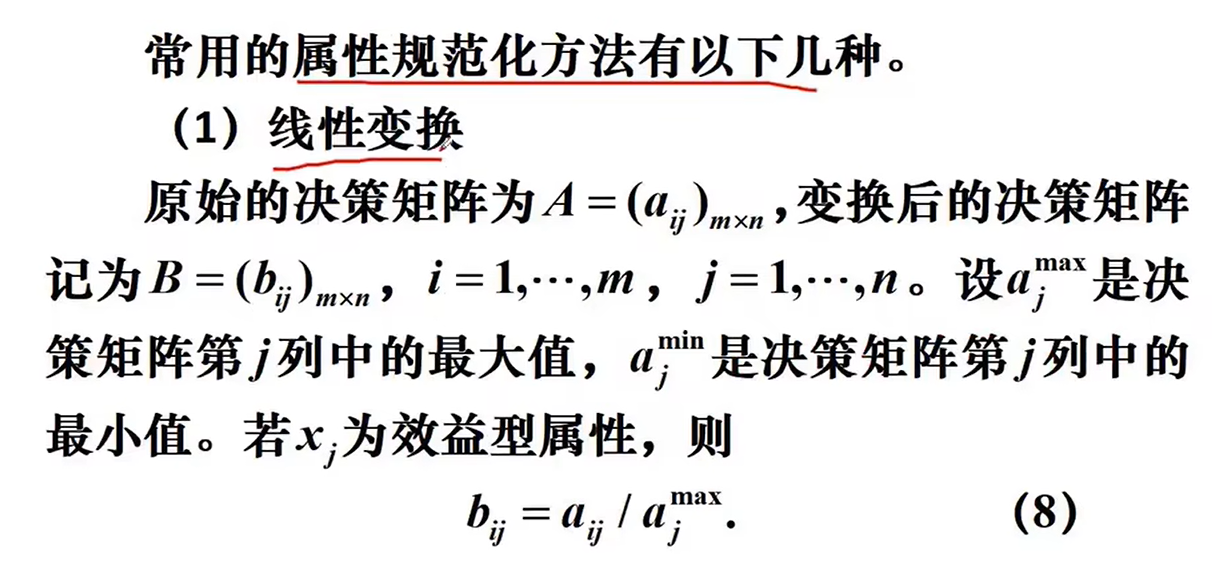 常用的属性规范化方法有以下几种。
（1）线性变换
原始的决策矩阵为 A = (a_{ij})_{m×n}，变换后的决策矩阵
记为 B = (b_{ij})_{m×n}，i = 1,⋯,m，j = 1,⋯,n。设 a_j^{max} 是决
策矩阵第 j 列中的最大值，a_j^{min} 是决策矩阵第 j 列中的
最小值。若 x_j 为效益型属性，则
b_{ij} = a_{ij} / a_j^{max}. （8）